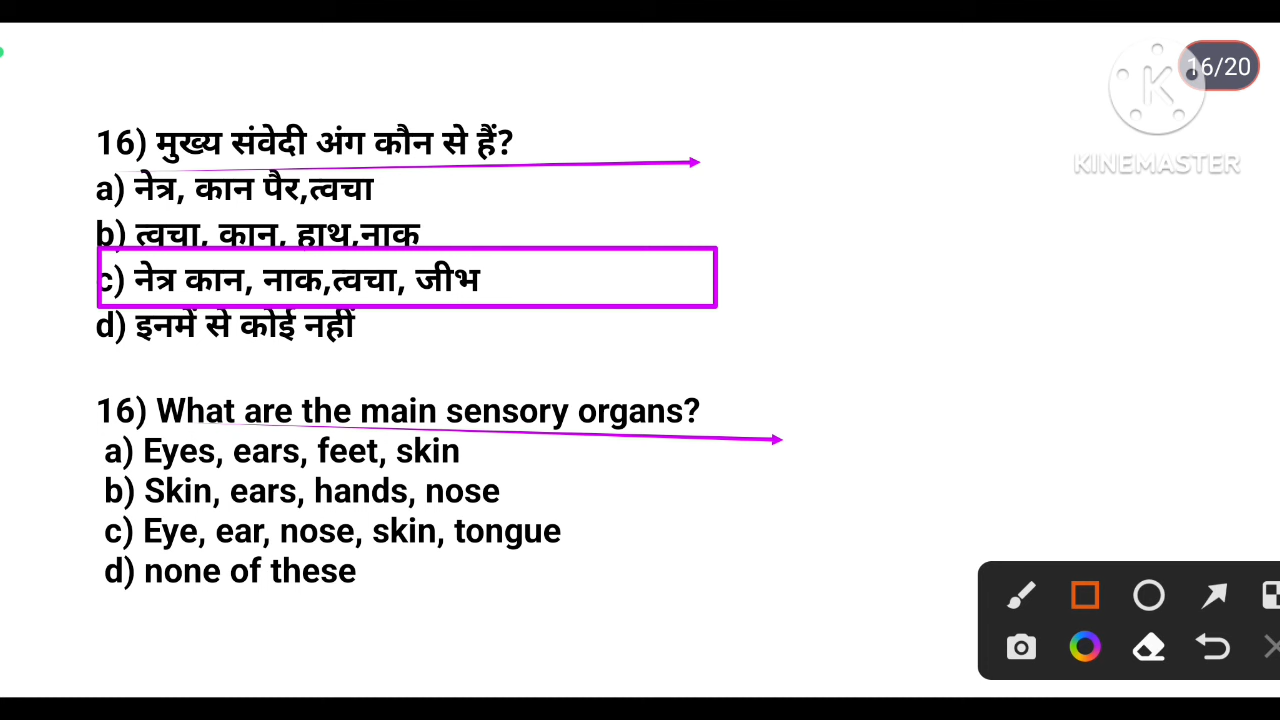 16/20
KINEMASTER
16) मुख्य संवेदी अंग कौन से हैं?
a) नेत्र, कान पैर,त्वचा
b) त्वचा, कान, हाथ,नाक
c) नेत्र कान, नाक,त्वचा, जीभ
d) इनमें से कोई नहीं
16) What are the main sensory organs?
a) Eyes, ears, feet, skin
b) Skin, ears, hands, nose
c) Eye, ear, nose, skin, tongue
d) none of these